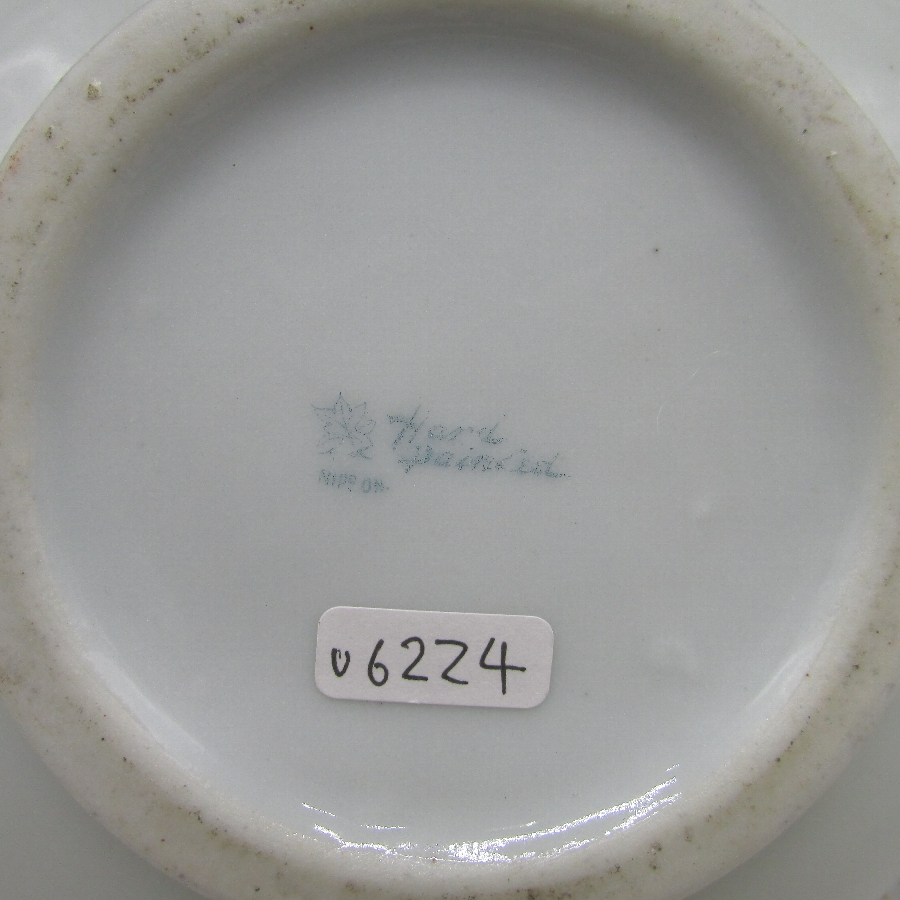 Hand
Painted
NIPPON
U6224